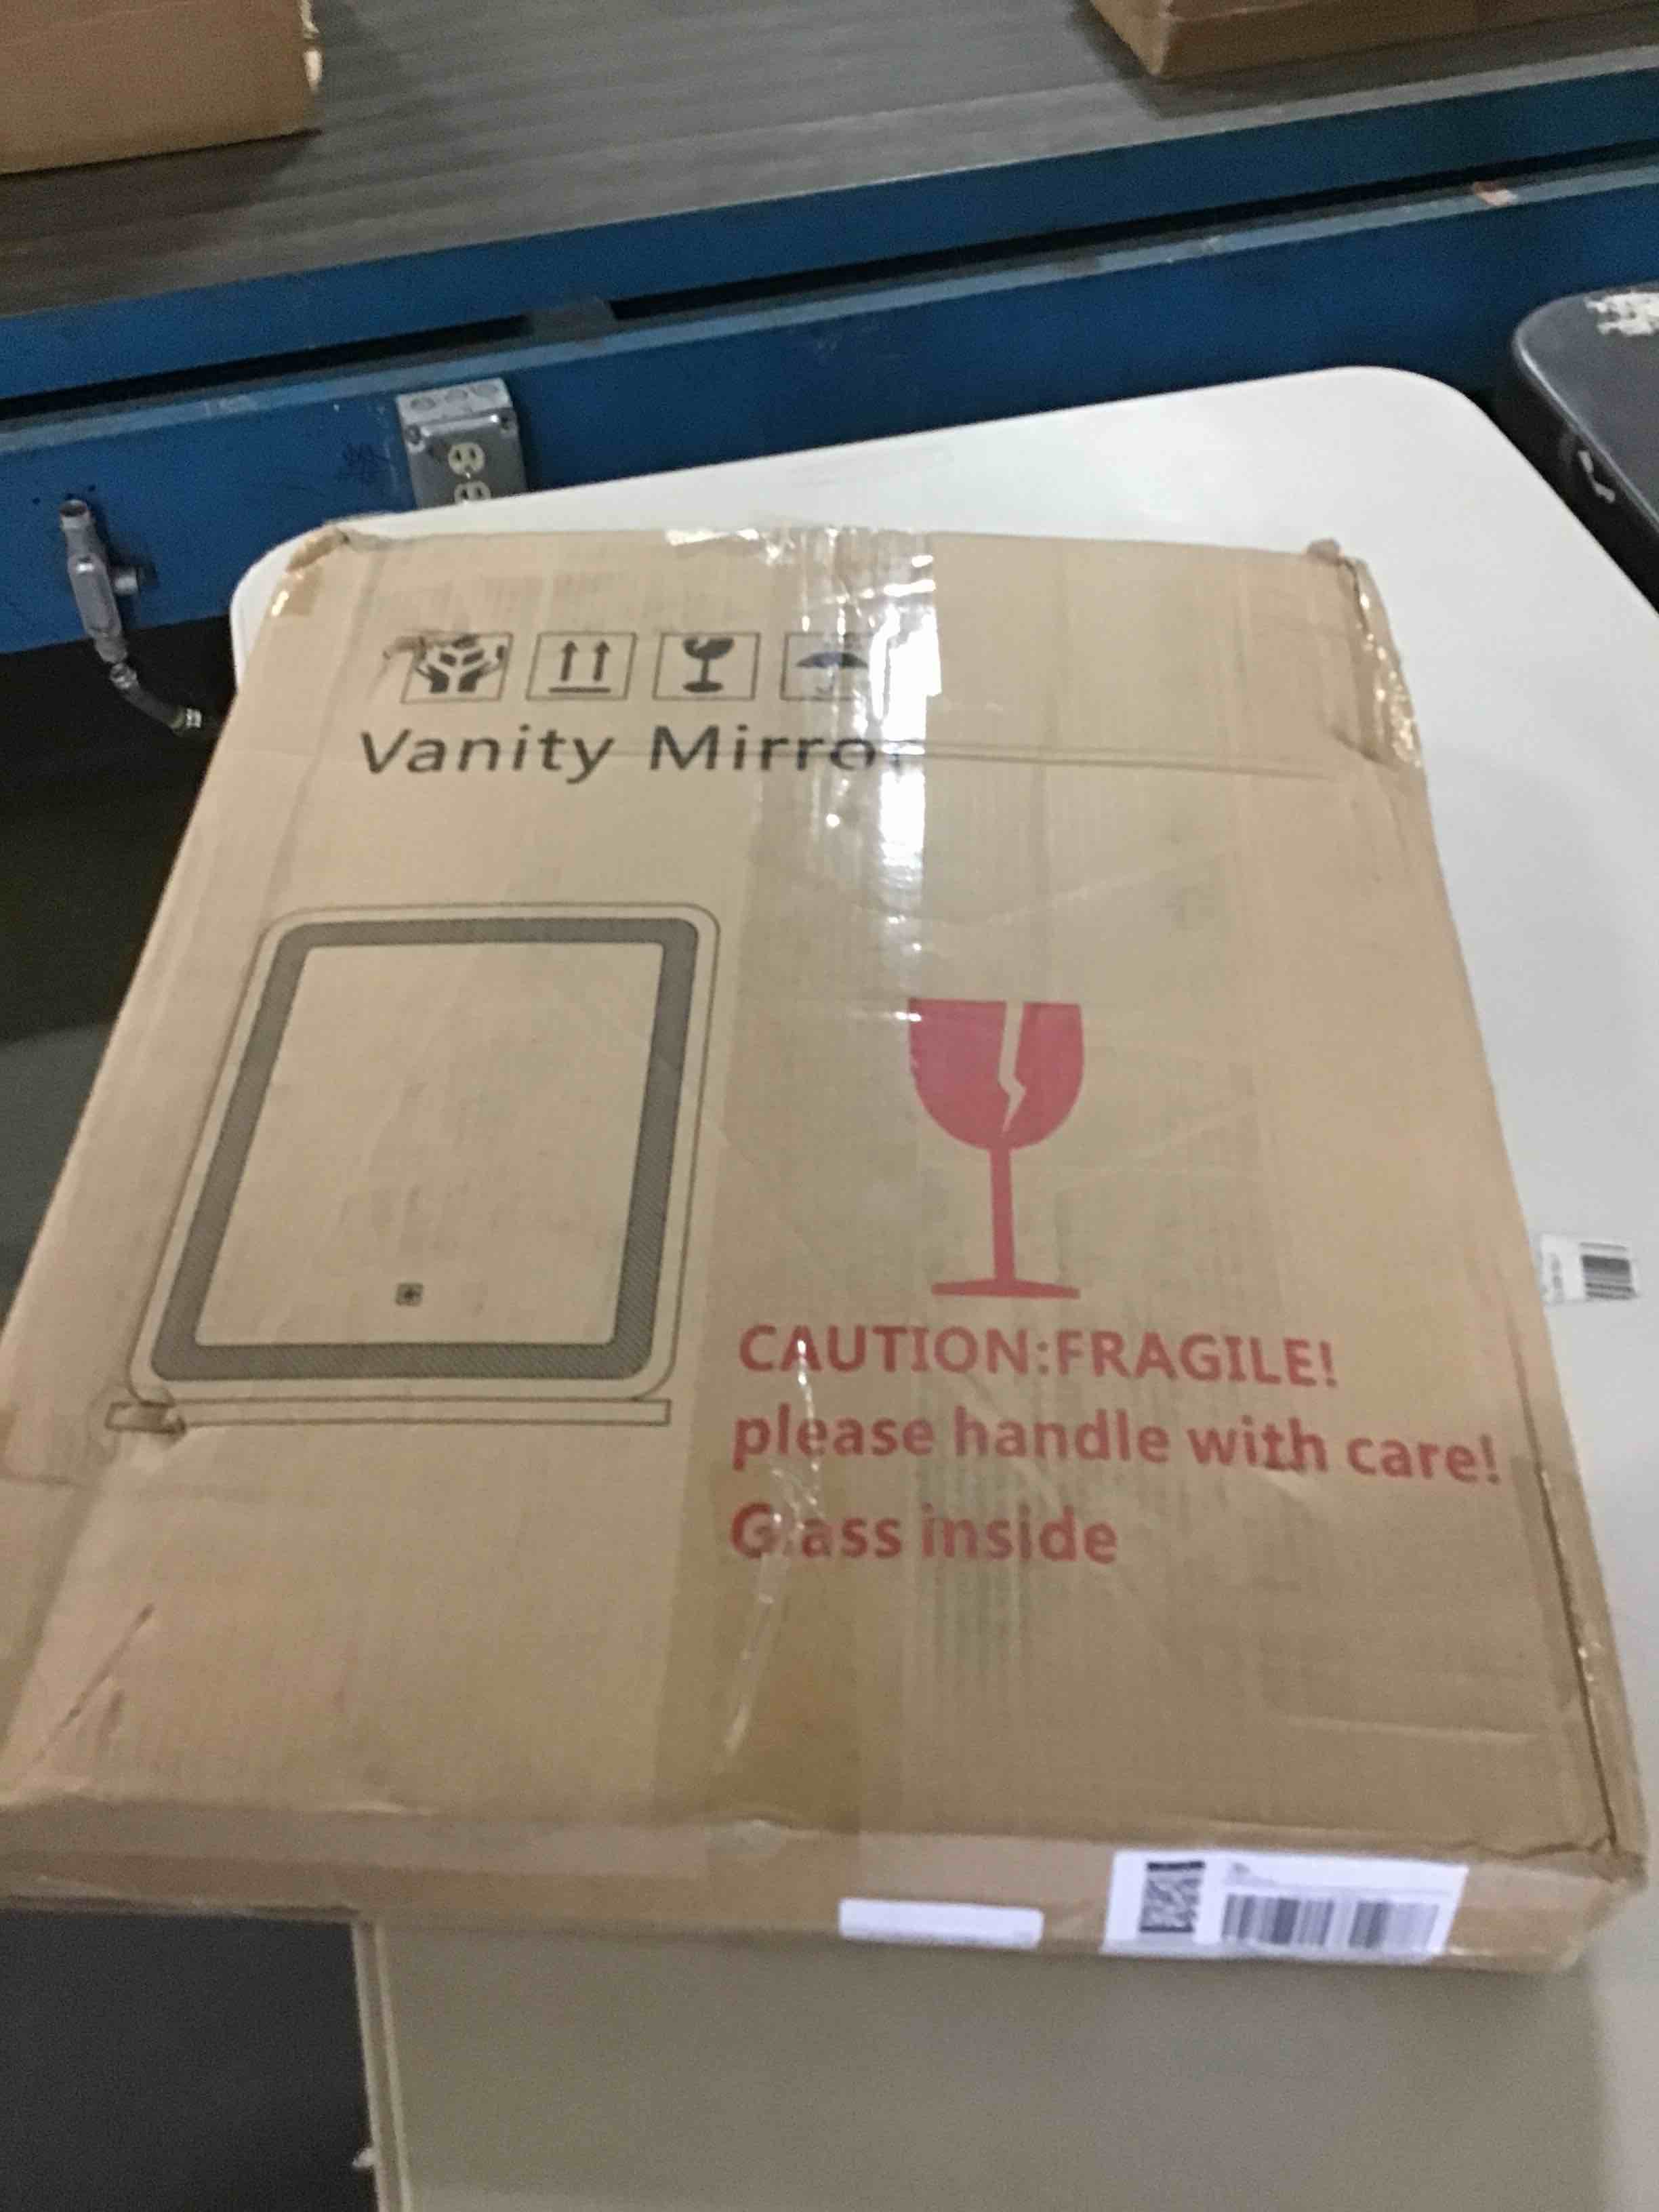 Vanity Mirror
CAUTION:FRAGILE!
please handle with care!
Glass inside